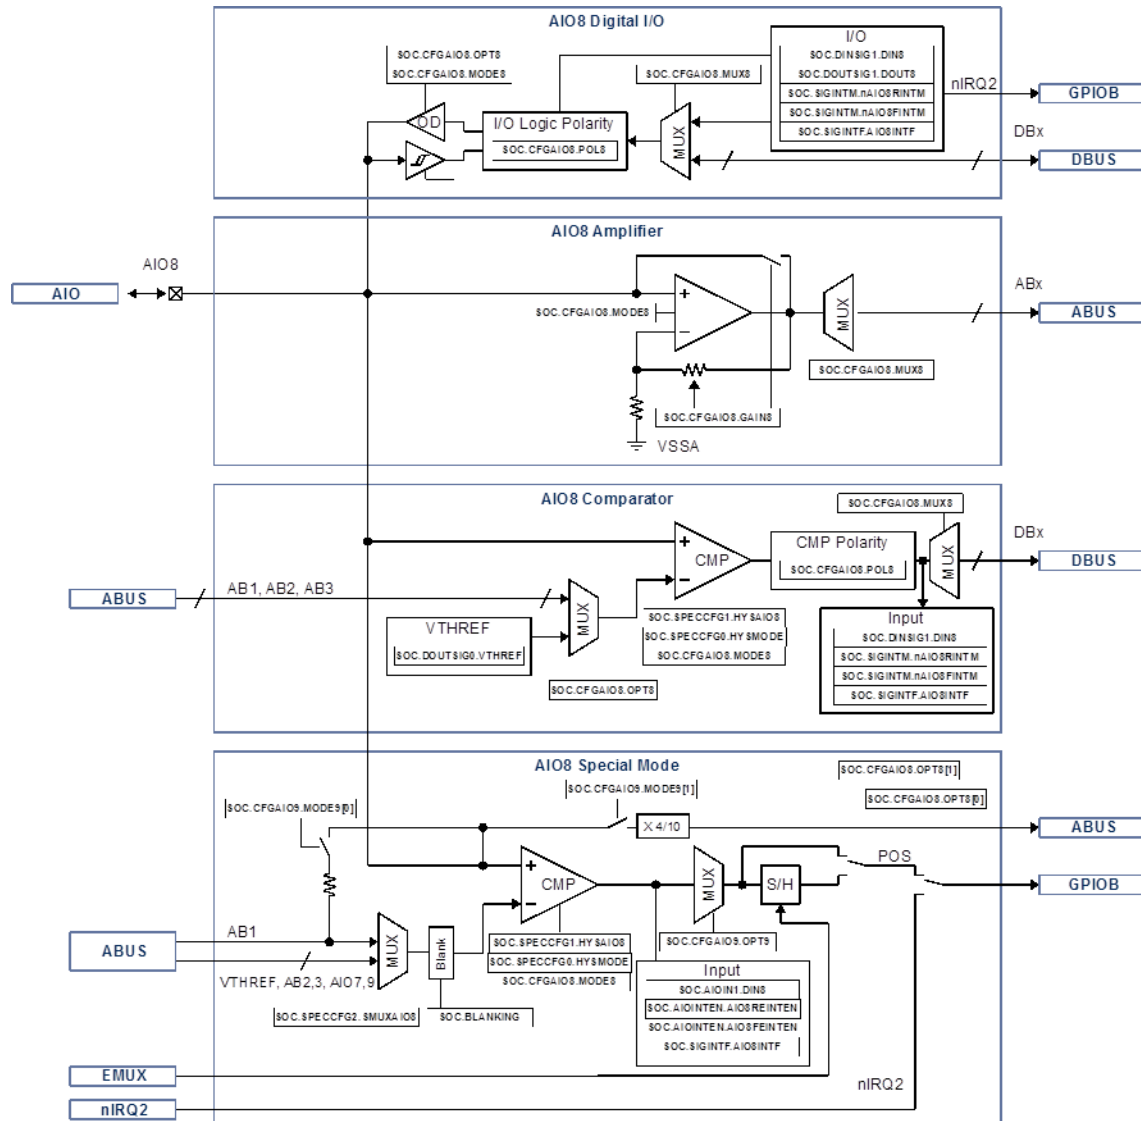 AIO8 Digital I/O
I/O
SOC.DINSIG1.DIN8
SOC.DOUTSIG1.DOUT8
SOC.SIGINTM.nAIO8RINTM
SOC.SIGINTM.nAIO8FINTM
SOC.SIGINTF.AIO8INTF
SOC.CFGAIO8.OPT8
SOC.CFGAIO8.MODE8
SOC.CFGAIO8.MUX8
nIRQ2
GPIOB
OD
I/O Logic Polarity
SOC.CFGAIO8.POL8
MUX
DBx
DBUS
AIO8 Amplifier
AIO8
AIO
SOC.CFGAIO8.MODE8
+
−
MUX
ABx
ABUS
SOC.CFGAIO8.MUX8
SOC.CFGAIO8.GAIN8
VSSA
AIO8 Comparator
SOC.CFGAIO8.MUX8
+
−
CMP
CMP Polarity
SOC.CFGAIO8.POL8
MUX
DBx
DBUS
ABUS
AB1, AB2, AB3
MUX
VTHREF
SOC.DOUTSIG0.VTHREF
SOC.SPECCFG1.HYSAIO8
SOC.SPECCFG0.HYSMODE
SOC.CFGAIO8.MODE8
SOC.CFGAIO8.OPT8
Input
SOC.DINSIG1.DIN8
SOC.SIGINTM.nAIO8RINTM
SOC.SIGINTM.nAIO8FINTM
SOC.SIGINTF.AIO8INTF
AIO8 Special Mode
SOC.CFGAIO8.OPT8[1]
SOC.CFGAIO8.OPT8[0]
SOC.CFGAIO9.MODE9[0]
SOC.CFGAIO9.MODE9[1]
X 4/10
ABUS
+
−
CMP
MUX
S/H
POS
GPIOB
ABUS
AB1
VTHREF, AB2,3, AIO7,9
MUX
Blank
SOC.SPECCFG1.HYSAIO8
SOC.SPECCFG0.HYSMODE
SOC.CFGAIO8.MODE8
SOC.CFGAIO9.OPT9
SOC.SPECCFG2.SMUXAIO8
SOC.BLANKING
Input
SOC.AIOIN1.DIN8
SOC.AIOINTEN.AIO8REINTEN
SOC.AIOINTEN.AIO8FEINTEN
SOC.SIGINTF.AIO8INTF
EMUX
nIRQ2
nIRQ2